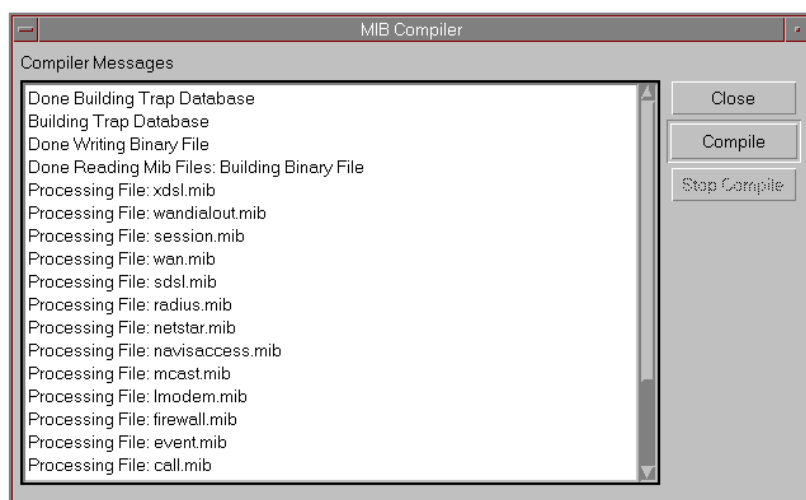 MIB Compiler
Compiler Messages
Done Building Trap Database
Building Trap Database
Done Writing Binary File
Done Reading Mib Files: Building Binary File
Processing File: xdsl.mib
Processing File: wandialout.mib
Processing File: session.mib
Processing File: wan.mib
Processing File: sdsl.mib
Processing File: radius.mib
Processing File: netstar.mib
Processing File: navisaccess.mib
Processing File: mcast.mib
Processing File: lmodem.mib
Processing File: firewall.mib
Processing File: event.mib
Processing File: call.mib
Close
Compile
Stop Compile